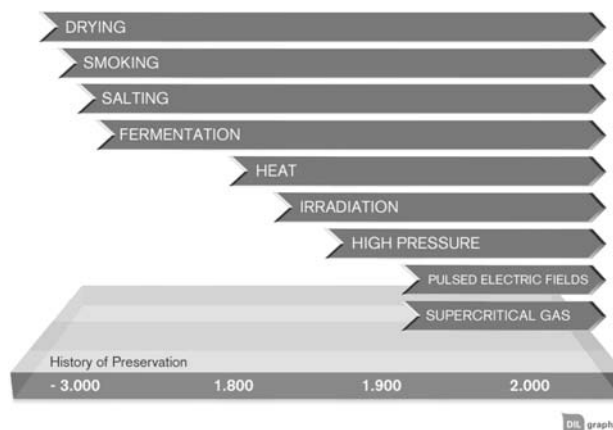 DRYING
SMOKING
SALTING
FERMENTATION
HEAT
IRRADIATION
HIGH PRESSURE
PULSED ELECTRIC FIELDS
SUPERCRITICAL GAS
History of Preservation
- 3.000 1.800 1.900 2.000
DIL graph